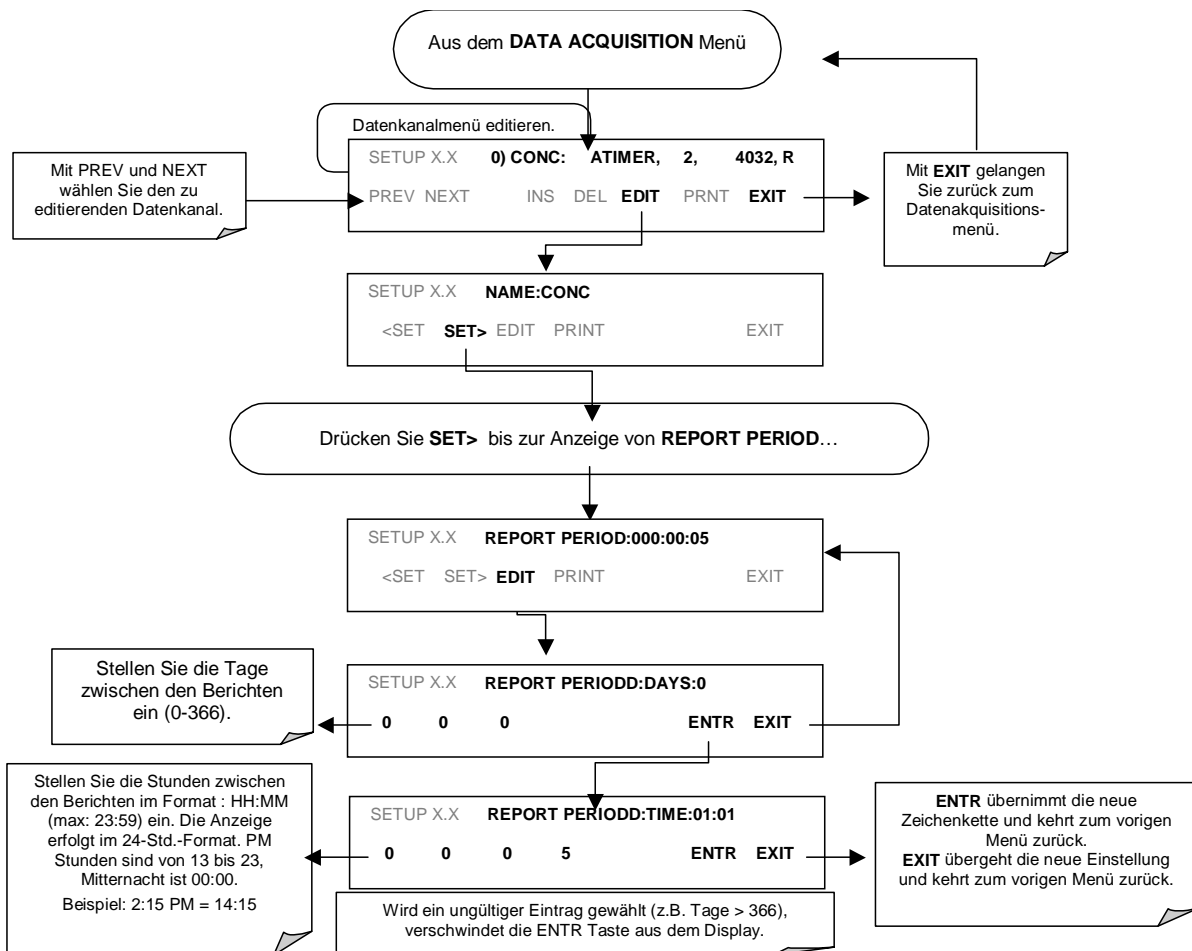 Aus dem DATA ACQUISITION Menü
Datenkanalmenü editieren.
SETUP X.X 0) CONC: ATIMER, 2, 4032, R
PREV NEXT INS DEL EDIT PRNT EXIT
Mit PREV und NEXT
wählen Sie den zu
editierenden Datenkanal.
Mit EXIT gelangen
Sie zurück zum
Datenakquisitions-
menü.
SETUP X.X NAME:CONC
<SET SET> EDIT PRINT EXIT
Drücken Sie SET> bis zur Anzeige von REPORT PERIOD…
SETUP X.X REPORT PERIOD:000:00:05
<SET SET> EDIT PRINT EXIT
Stellen Sie die Tage
zwischen den Berichten
ein (0-366).
SETUP X.X REPORT PERIODD:DAYS:0
0 0 0 ENTR EXIT
Stellen Sie die Stunden zwischen
den Berichten im Format : HH:MM
(max: 23:59) ein. Die Anzeige
erfolgt im 24-Std.-Format. PM
Stunden sind von 13 bis 23,
Mitternacht ist 00:00.
Beispiel: 2:15 PM = 14:15
SETUP X.X REPORT PERIODD:TIME:01:01
0 0 0 5 ENTR EXIT
ENTR übernimmt die neue
Zeichenkette und kehrt zum vorigen
Menü zurück.
EXIT übergeht die neue Einstellung
und kehrt zum vorigen Menü zurück.
Wird ein ungültiger Eintrag gewählt (z.B. Tage > 366),
verschwindet die ENTR Taste aus dem Display.